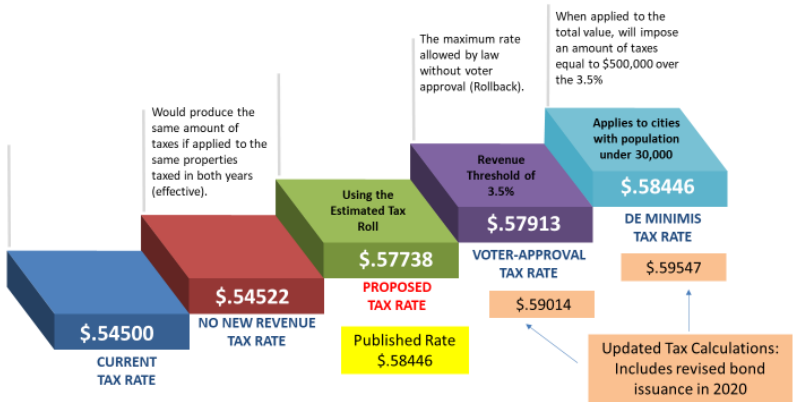 When applied to the
total value, will impose
an amount of taxes
equal to $500,000 over
the 3.5%
The maximum rate
allowed by law
without voter
approval (Rollback).
Would produce the
same amount of
taxes if applied to the
same properties
taxed in both years
(effective).
Applies to cities
with population
under 30,000
$.58446
DE MINIMIS
TAX RATE
$.59547
Revenue
Threshold of
3.5%
$.57913
VOTER-APPROVAL
TAX RATE
$.59014
Using the
Estimated Tax
Roll
$.57738
PROPOSED
TAX RATE
Published Rate
$.58446
$.54522
NO NEW REVENUE
TAX RATE
$.54500
CURRENT
TAX RATE
Updated Tax Calculations:
Includes revised bond
issuance in 2020